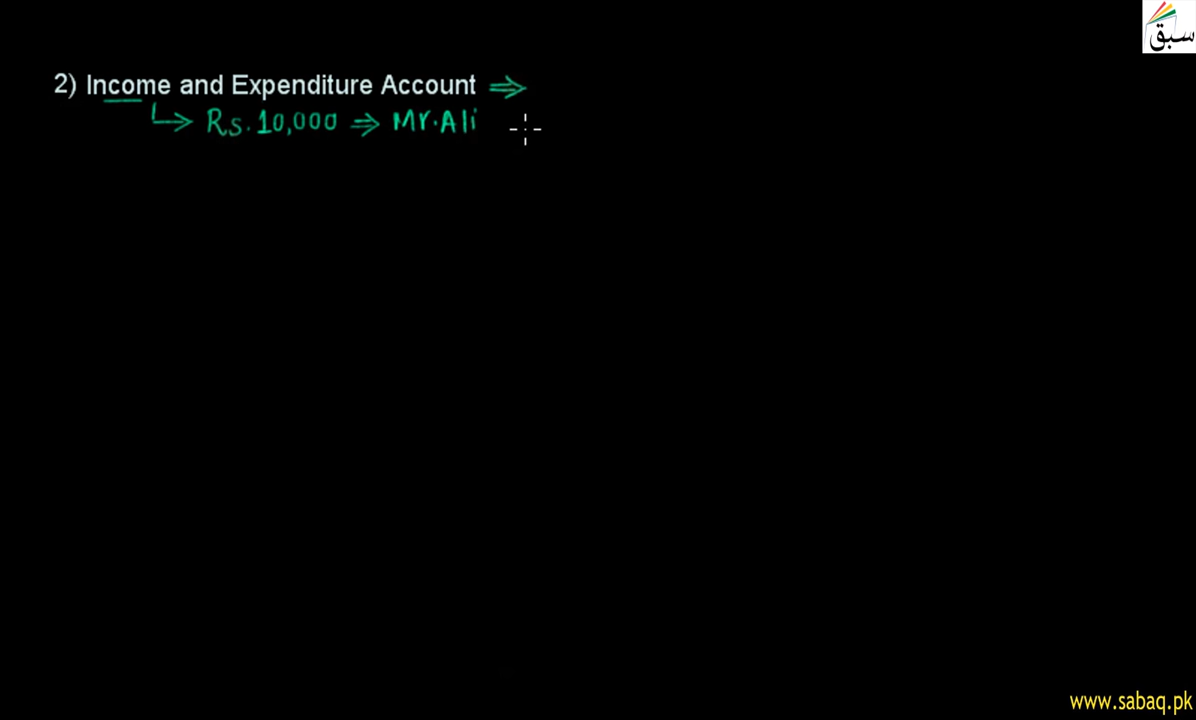 سبق
2) Income and Expenditure Account ⇒
↳ Rs. 10,000 ⇒ Mr. Ali
www.sabaq.pk